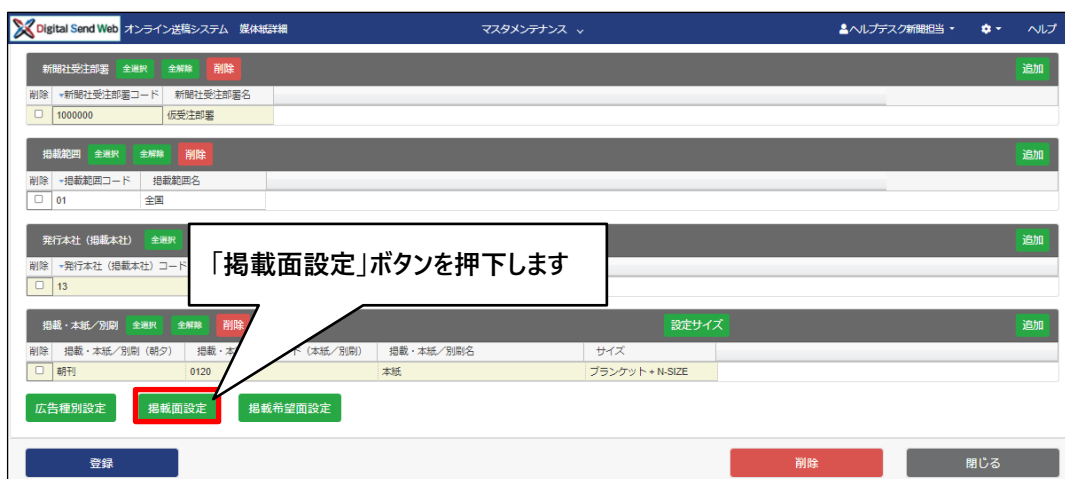 Digital Send Web オンライン送稿システム 媒体紙詳細 マスタメンテナンス ヘルプデスク新聞担当 ヘルプ
新聞社受注部署 全選択 全解除 削除 追加
削除 新聞社受注部署コード 新聞社受注部署名
1000000 仮受注部署
掲載範囲 全選択 全解除 削除 追加
削除 掲載範囲コード 掲載範囲名
01 全国
発行本社（掲載本社） 全選択 追加
削除 発行本社（掲載本社）コード
13
「掲載面設定」ボタンを押下します
掲載・本紙／別刷 全選択 全解除 削除 設定サイズ 追加
削除 掲載・本紙／別刷（朝夕） 掲載・本 ト（本紙／別刷） 掲載・本紙／別刷名 サイズ
朝刊 0120 本紙 ブランケット + N-SIZE
広告種別設定 掲載面設定 掲載希望面設定
登録 削除 閉じる